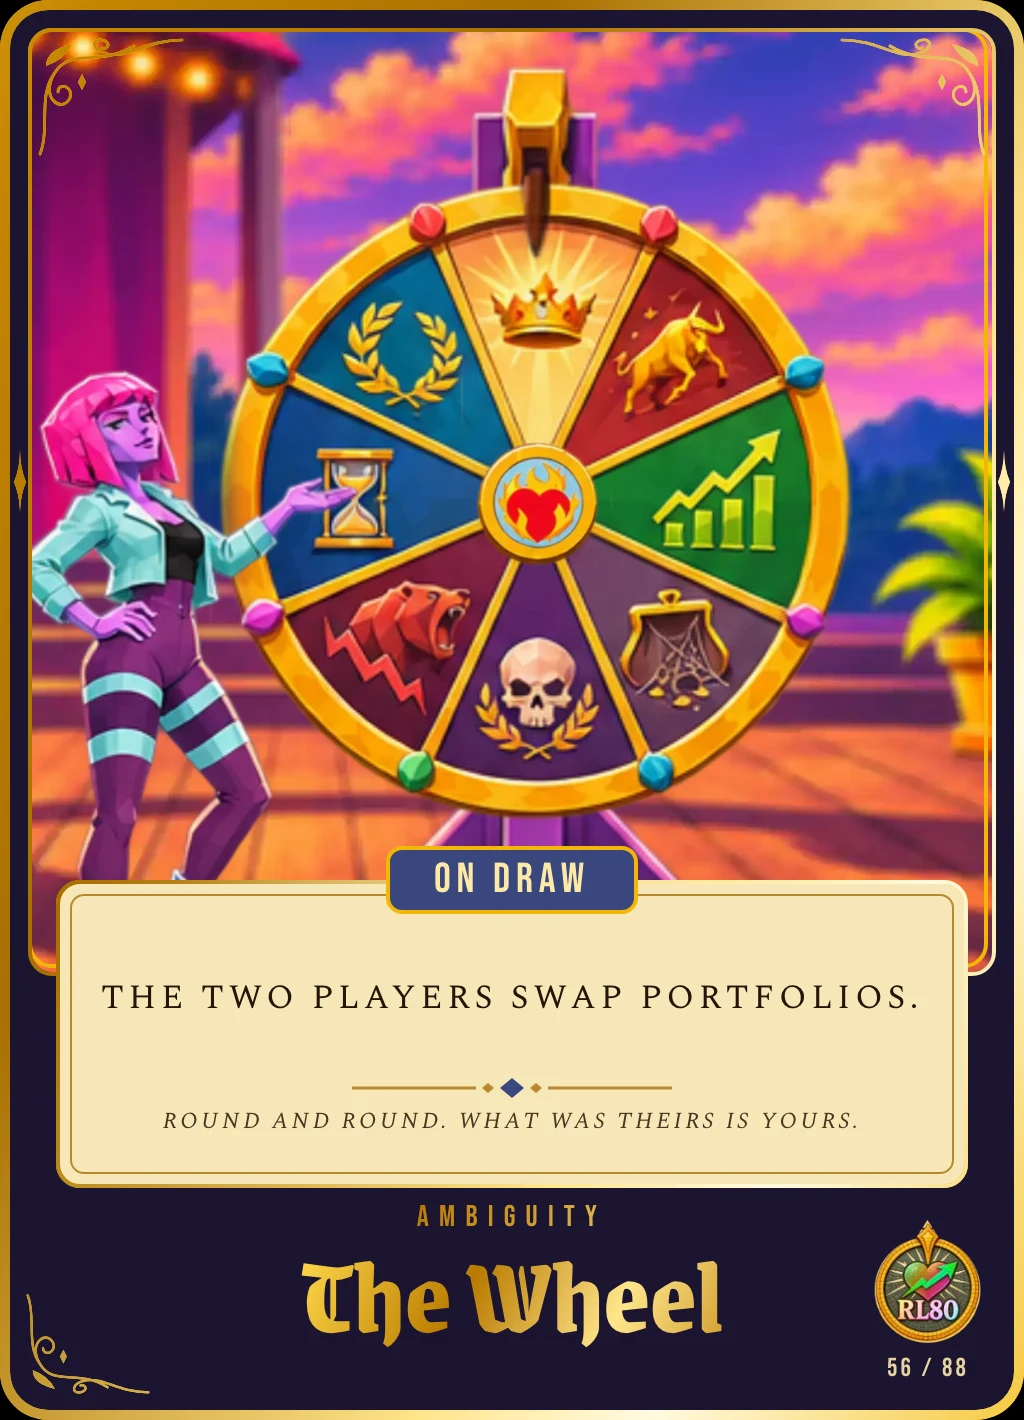 ON DRAW
THE TWO PLAYERS SWAP PORTFOLIOS.
ROUND AND ROUND. WHAT WAS THEIRS IS YOURS.
AMBIGUITY
The Wheel
RL80
56 / 88